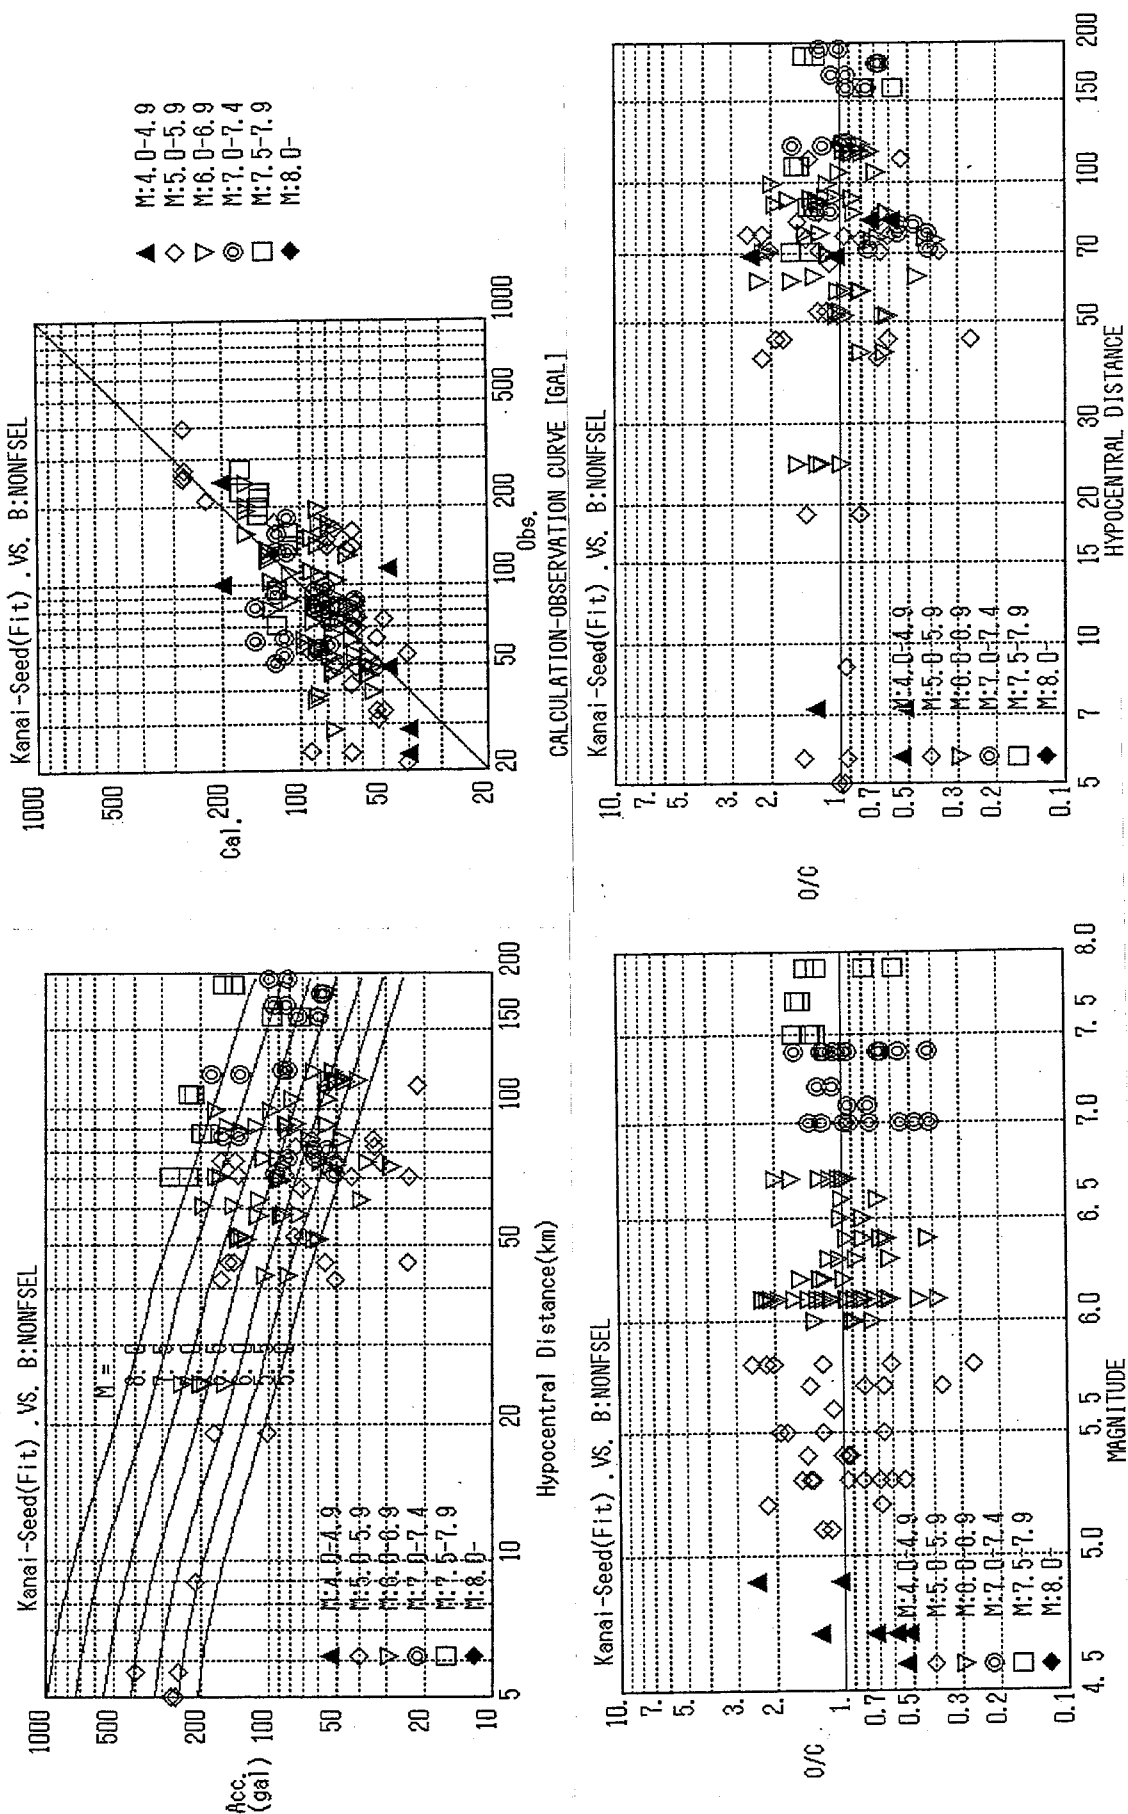 Kanai-Seed(Fit) .VS. B:NONFSEL
1000
500
200
100
50
20
10
Acc.
(gal)
M =
M:4.0-4.9
M:5.0-5.9
M:6.0-6.9
M:7.0-7.4
M:7.5-7.9
M:8.0-
5
10
20
50
100
150
200
Hypocentral Distance(km)
Kanai-Seed(Fit) .VS. B:NONFSEL
1000
500
200
Cal.
100
50
20
20
50
100
200
500
1000
Obs.
CALCULATION-OBSERVATION CURVE [GAL]
M:4.0-4.9
M:5.0-5.9
M:6.0-6.9
M:7.0-7.4
M:7.5-7.9
M:8.0-
Kanai-Seed(Fit) .VS. B:NONFSEL
10.
7.
5.
3.
2.
1.
0.7
0.5
0.3
0.2
0.1
O/C
M:4.0-4.9
M:5.0-5.9
M:6.0-6.9
M:7.0-7.4
M:7.5-7.9
M:8.0-
4.5
5.0
5.5
6.0
6.5
7.0
7.5
8.0
MAGNITUDE
Kanai-Seed(Fit) .VS. B:NONFSEL
10.
7.
5.
3.
2.
1
0.7
0.5
0.3
0.2
0.1
O/C
M:4.0-4.9
M:5.0-5.9
M:6.0-6.9
M:7.0-7.4
M:7.5-7.9
M:8.0-
5
7
10
15
20
30
50
70
100
150
200
HYPOCENTRAL DISTANCE